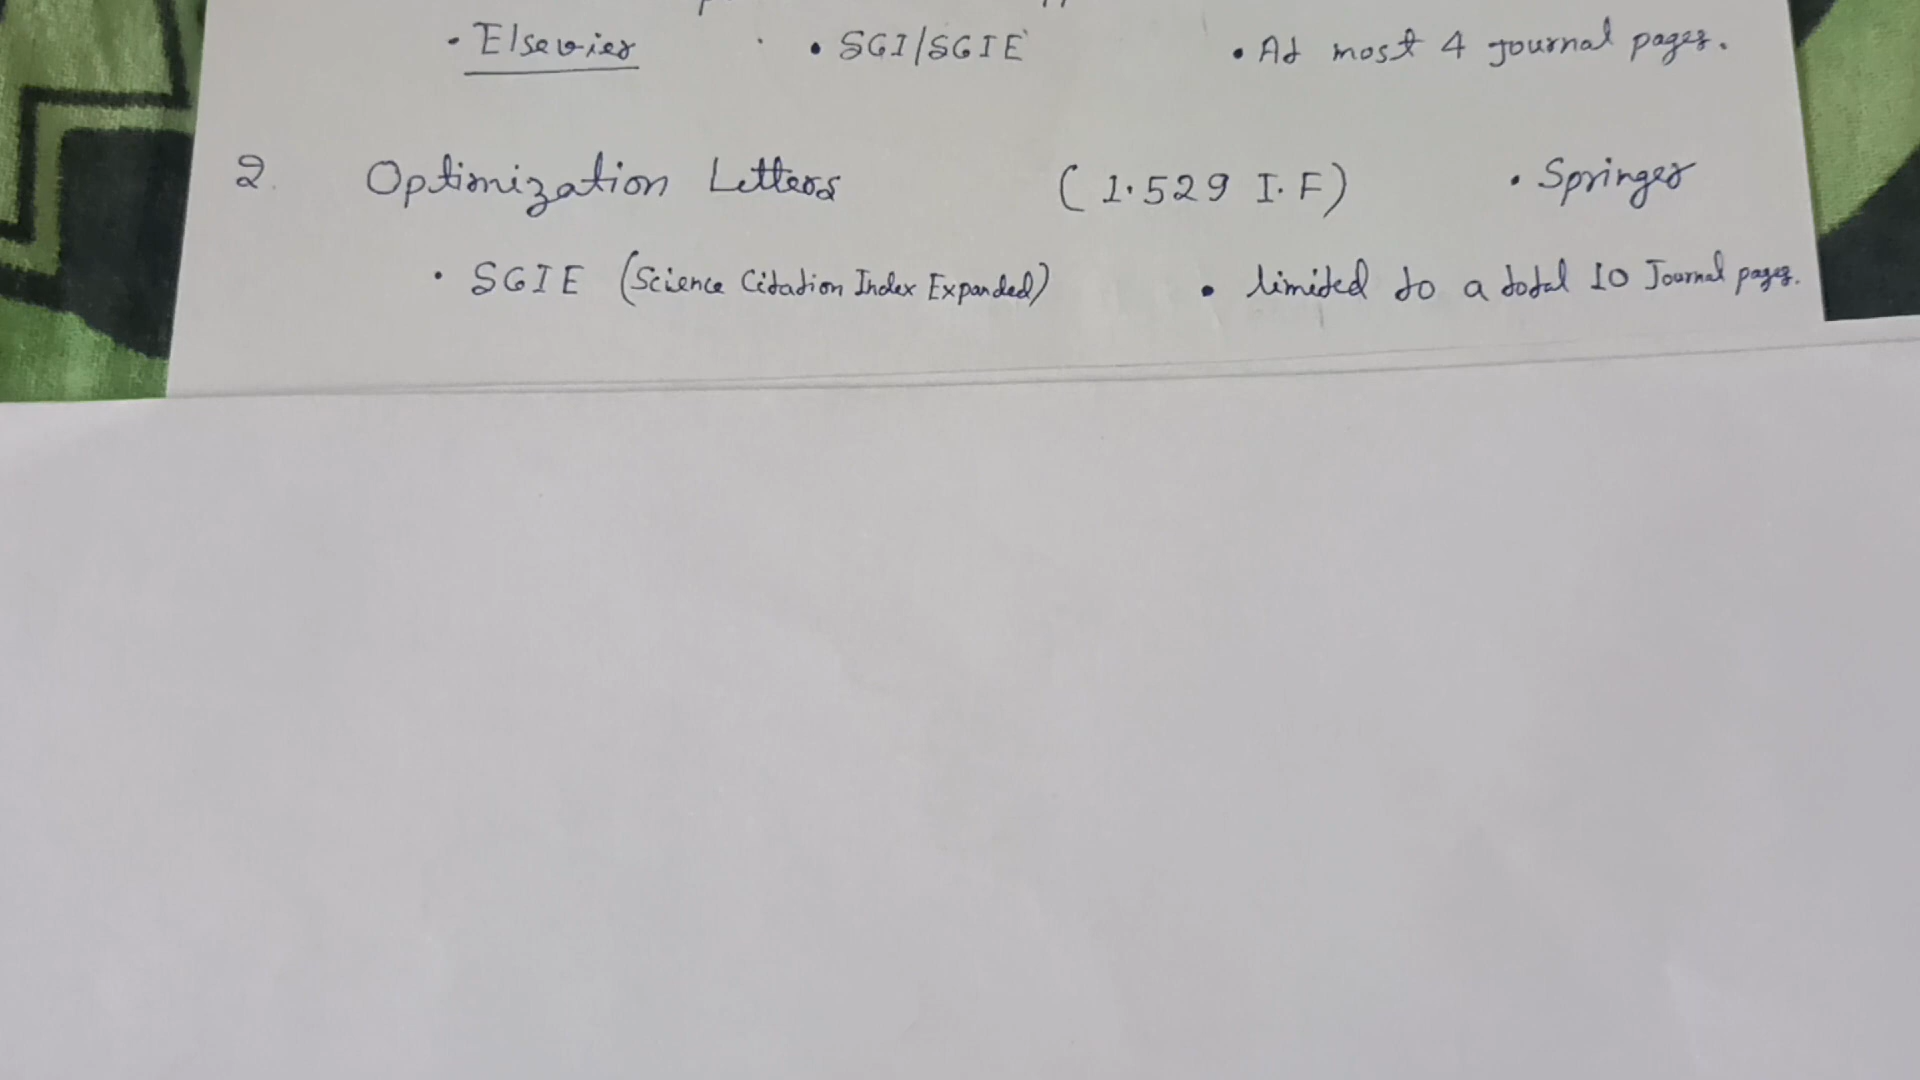 • Elsevier • SCI/SCIE • At most 4 journal pages.
2. Optimization Letters (1.529 I.F) • Springer
• SCIE (Science Citation Index Expanded) • limited to a total 10 Journal pages.